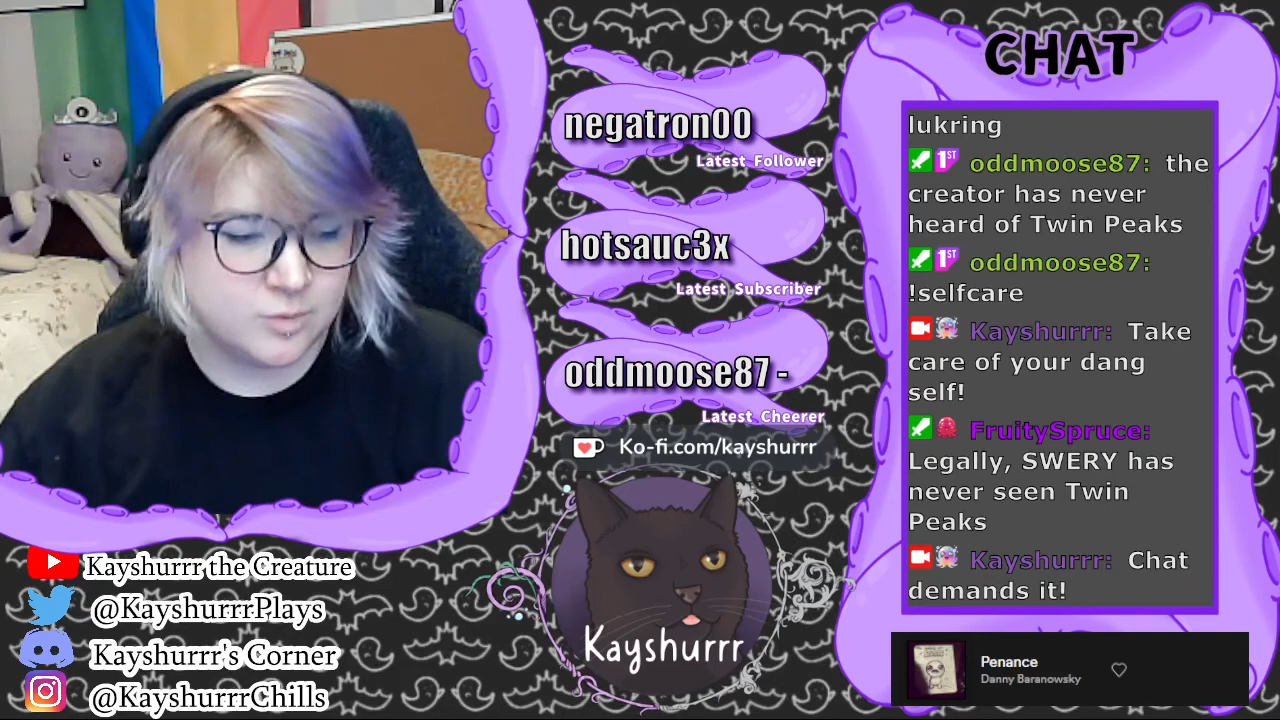 negatron00
Latest Follower
hotsauc3x
Latest Subscriber
oddmoose87 -
Latest Cheerer
Ko-fi.com/kayshurrr
Kayshurrr
Kayshurrr the Creature
@KayshurrrPlays
Kayshurrr's Corner
@KayshurrrChills
CHAT
lukring
1ST oddmoose87: the
creator has never
heard of Twin Peaks
1ST oddmoose87:
!selfcare
Kayshurrr: Take
care of your dang
self!
FruitySpruce:
Legally, SWERY has
never seen Twin
Peaks
Kayshurrr: Chat
demands it!
Penance
Danny Baranowsky